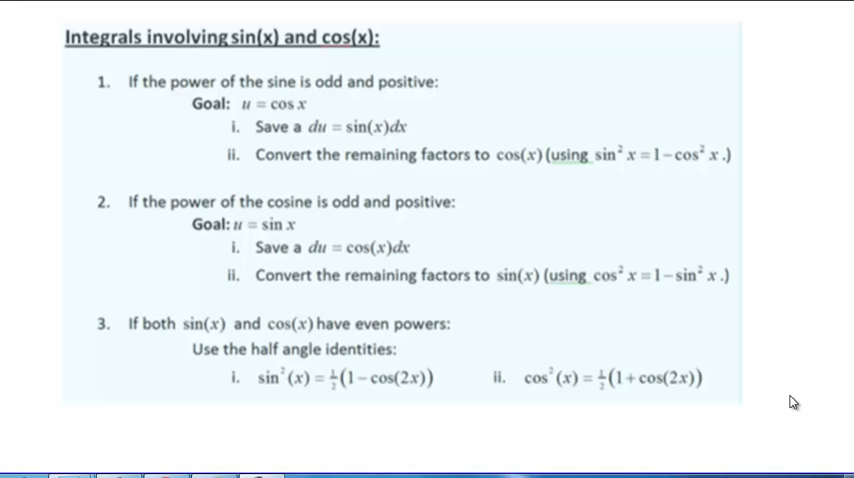 Integrals involving sin(x) and cos(x):
1. If the power of the sine is odd and positive:
Goal: u = cos x
i. Save a du = sin(x)dx
ii. Convert the remaining factors to cos(x) (using sin² x = 1 − cos² x .)
2. If the power of the cosine is odd and positive:
Goal: u = sin x
i. Save a du = cos(x)dx
ii. Convert the remaining factors to sin(x) (using cos² x = 1 − sin² x .)
3. If both sin(x) and cos(x) have even powers:
Use the half angle identities:
i. sin²(x) = ½(1 − cos(2x)) ii. cos²(x) = ½(1 + cos(2x))